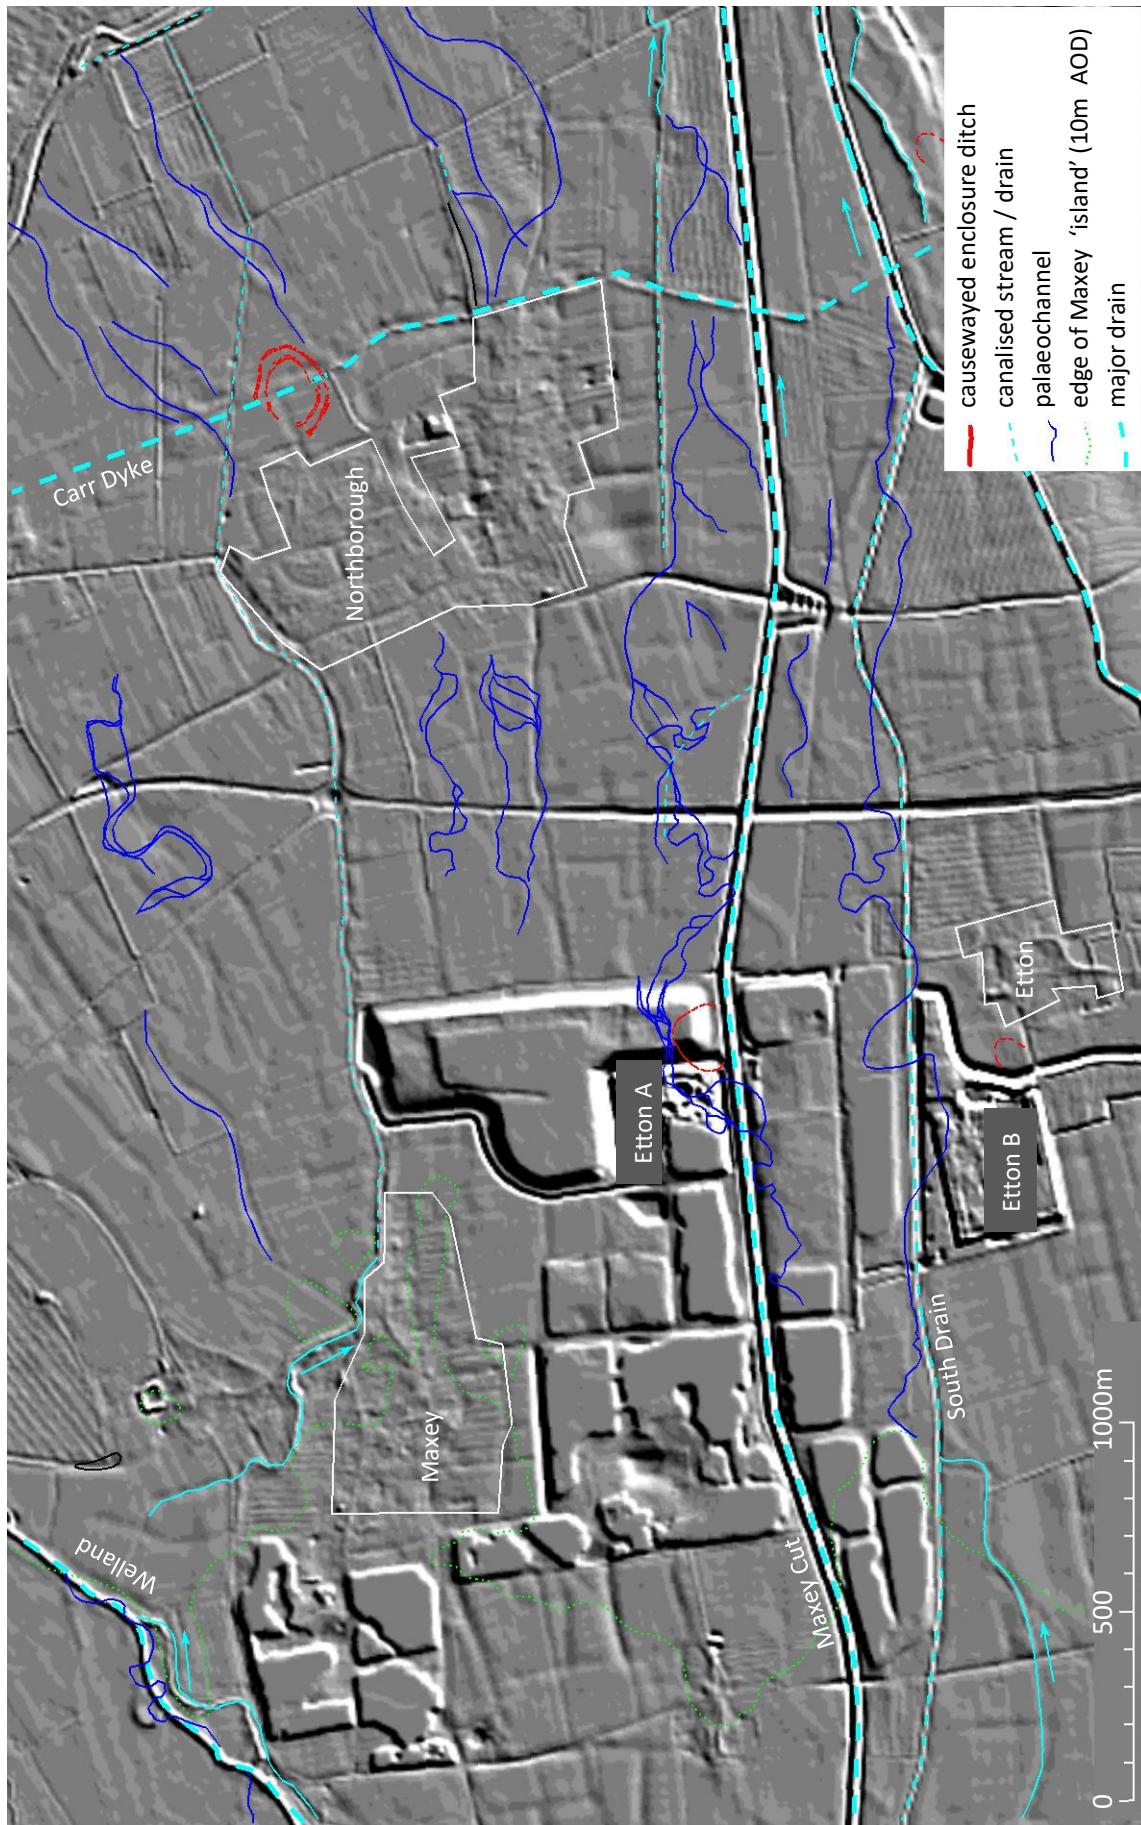 Carr Dyke
Northborough
Welland
Maxey
Etton A
Etton
Etton B
Maxey Cut
South Drain
0
500
1000m
causewayed enclosure ditch
canalised stream / drain
palaeochannel
edge of Maxey ‘island’ (10m AOD)
major drain